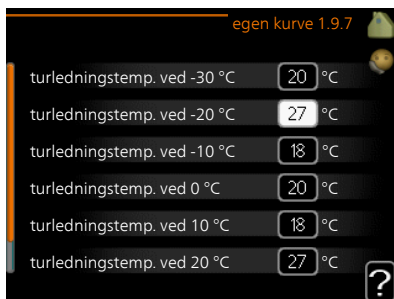 egen kurve 1.9.7
turledningstemp. ved -30 °C 20 °C
turledningstemp. ved -20 °C 27 °C
turledningstemp. ved -10 °C 18 °C
turledningstemp. ved 0 °C 20 °C
turledningstemp. ved 10 °C 18 °C
turledningstemp. ved 20 °C 27 °C
?